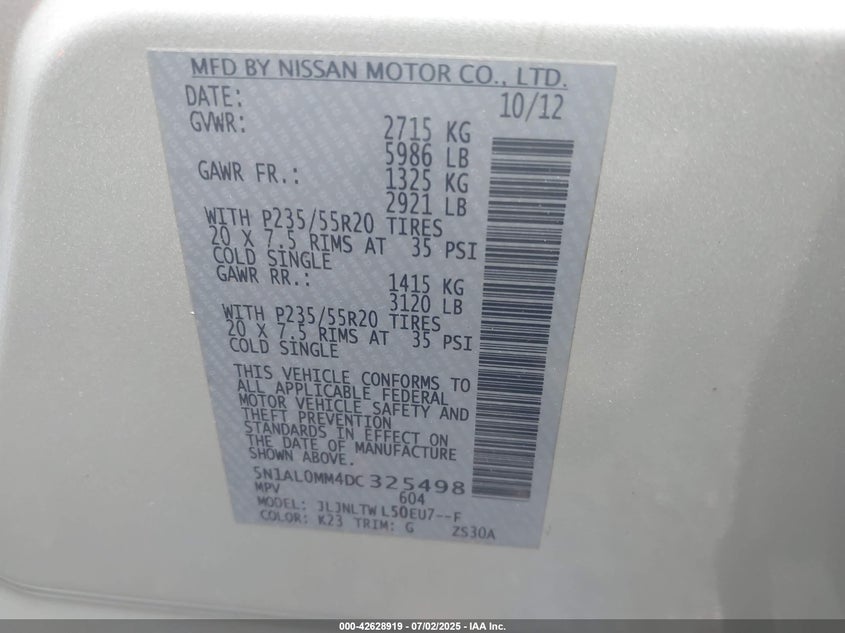 MFD BY NISSAN MOTOR CO., LTD.
DATE: 10/12
GVWR: 2715 KG
5986 LB
GAWR FR.: 1325 KG
2921 LB
WITH P235/55R20 TIRES
20 X 7.5 RIMS AT 35 PSI
COLD SINGLE
GAWR RR.: 1415 KG
3120 LB
WITH P235/55R20 TIRES
20 X 7.5 RIMS AT 35 PSI
COLD SINGLE
THIS VEHICLE CONFORMS TO
ALL APPLICABLE FEDERAL
MOTOR VEHICLE SAFETY AND
THEFT PREVENTION
STANDARDS IN EFFECT ON
THE DATE OF MANUFACTURE
SHOWN ABOVE.
5N1AL0MM4DC325498
MPV 604
MODEL: JLJNLTW L50EU7--F
COLOR: K23 TRIM: G ZS30A
000-42628919 - 07/02/2025 - IAA Inc.